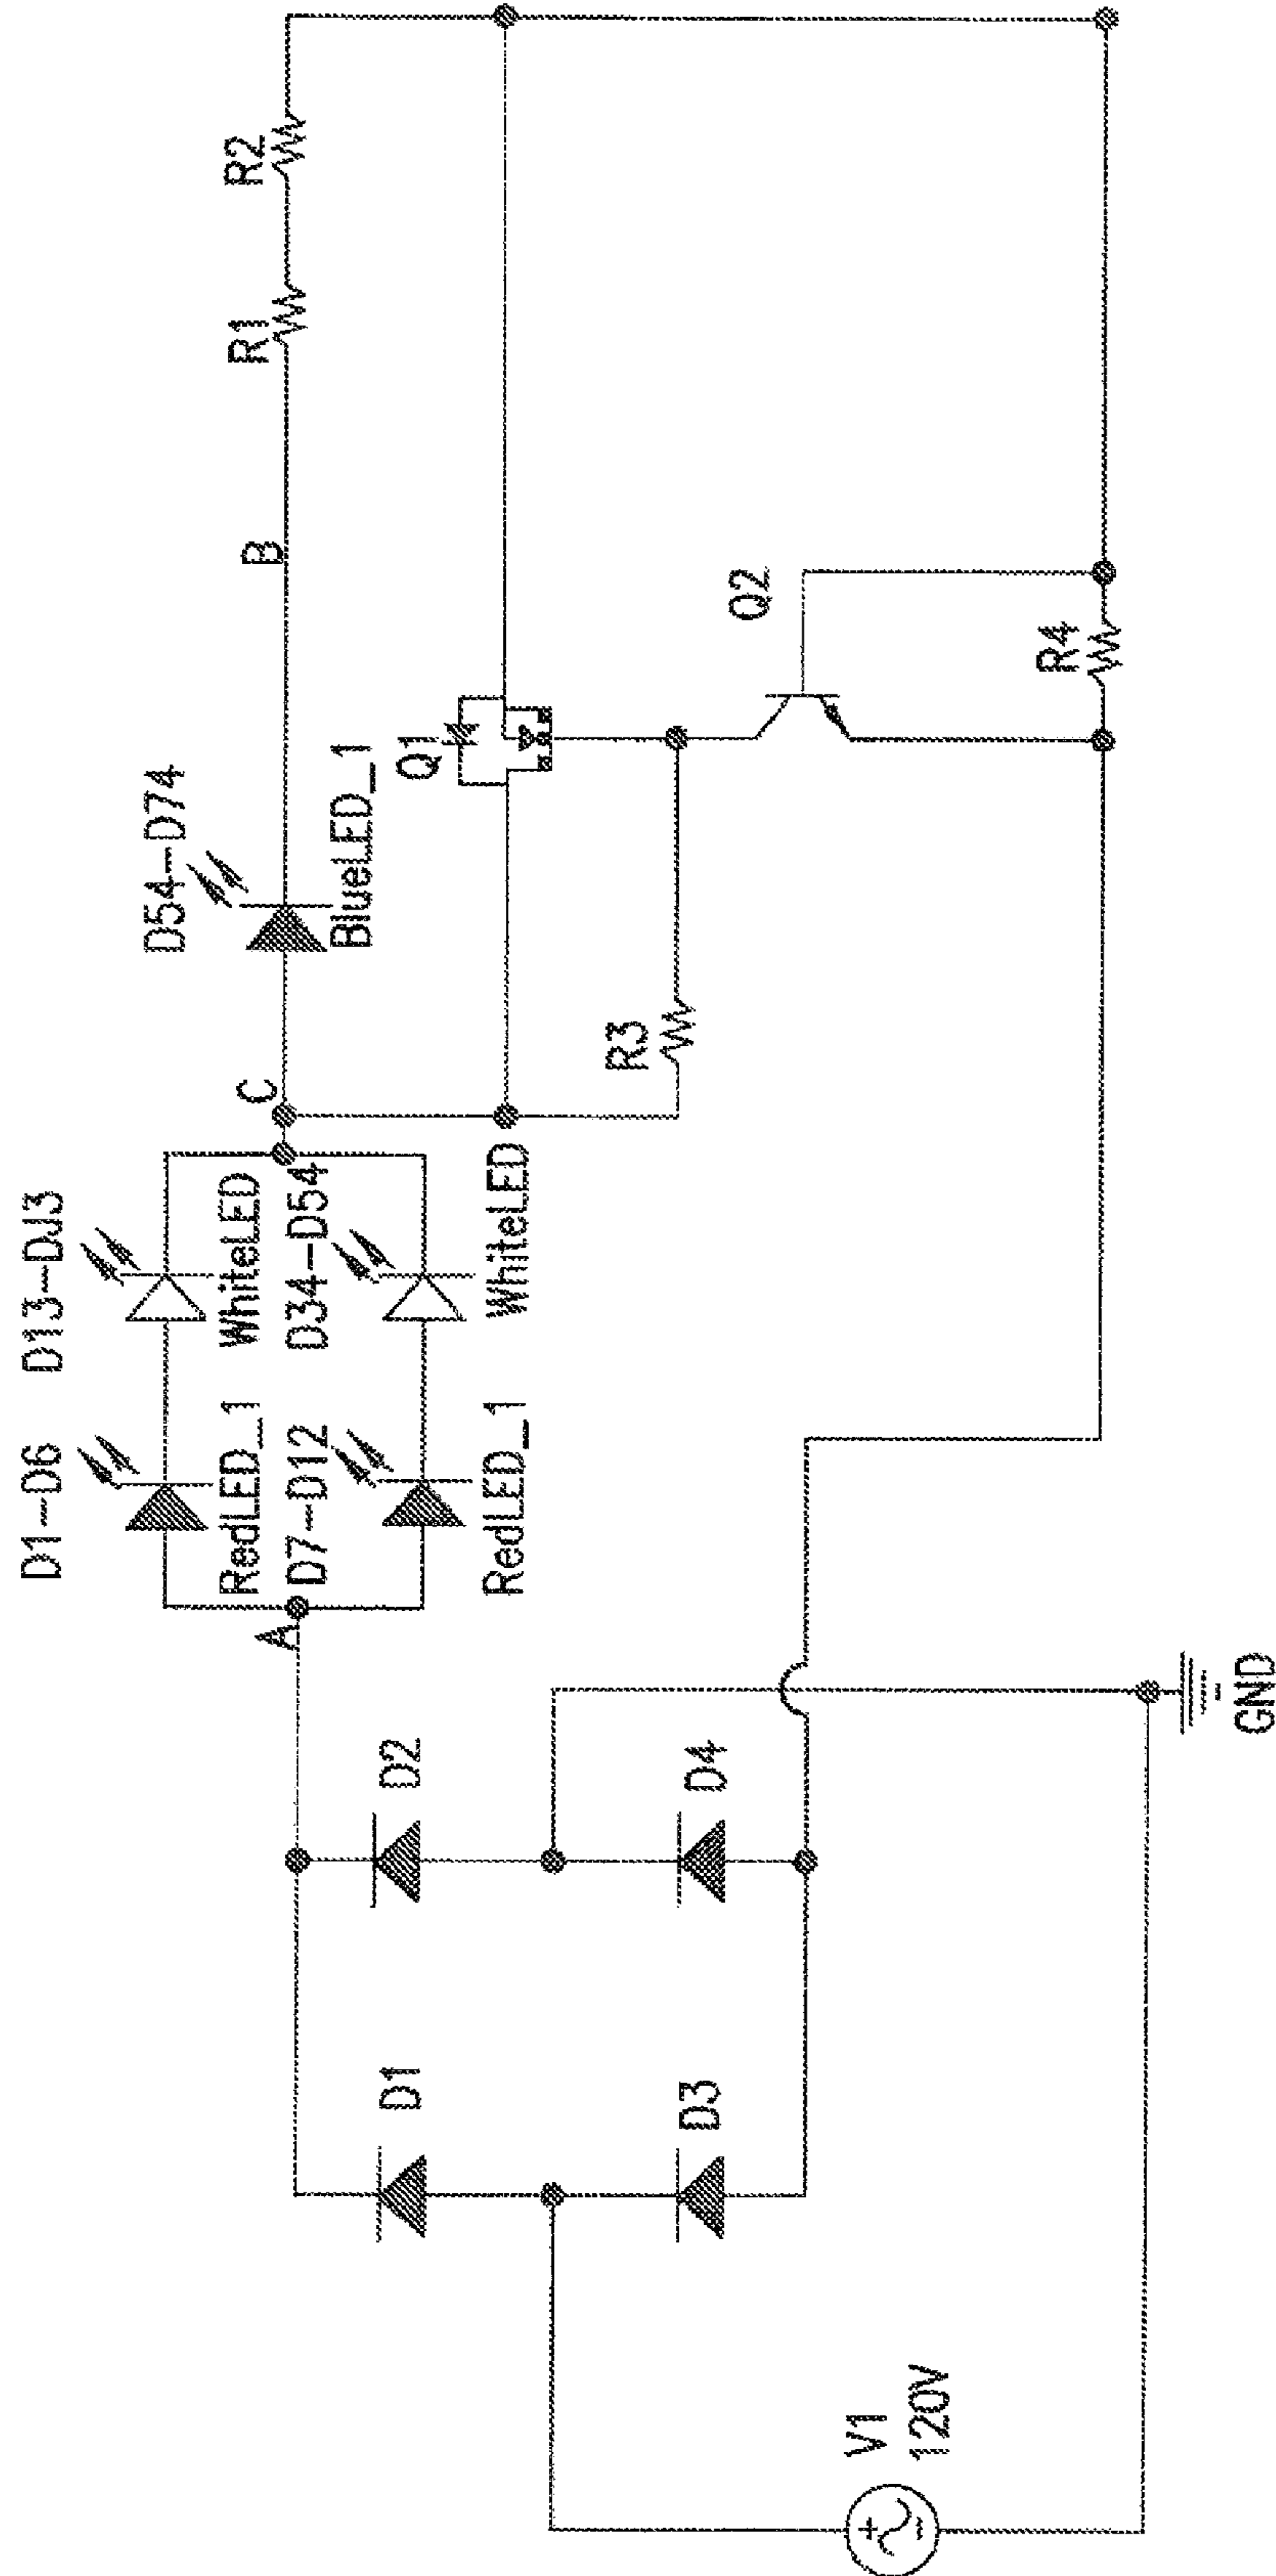 D1-D6
D13-DJ3
D54-D74
R1
R2
RedLED_1
WhiteLED
A
D7-D12
D34-D54
C
B
BlueLED_1
RedLED_1
WhiteLED
Q1
D1
D2
R3
Q2
D3
D4
V1
120V
R4
GND